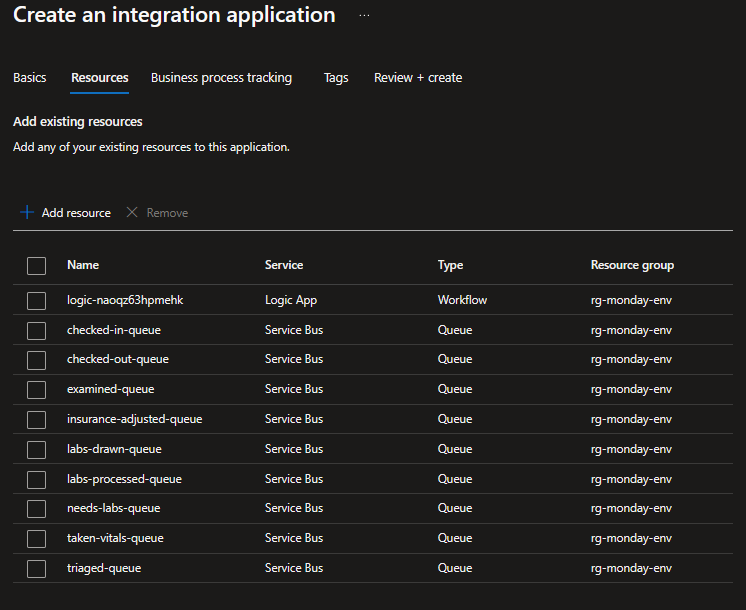 Create an integration application ...
Basics Resources Business process tracking Tags Review + create
Add existing resources
Add any of your existing resources to this application.
Add resource Remove
Name Service Type Resource group
logic-naoqz63hpmehk Logic App Workflow rg-monday-env
checked-in-queue Service Bus Queue rg-monday-env
checked-out-queue Service Bus Queue rg-monday-env
examined-queue Service Bus Queue rg-monday-env
insurance-adjusted-queue Service Bus Queue rg-monday-env
labs-drawn-queue Service Bus Queue rg-monday-env
labs-processed-queue Service Bus Queue rg-monday-env
needs-labs-queue Service Bus Queue rg-monday-env
taken-vitals-queue Service Bus Queue rg-monday-env
triaged-queue Service Bus Queue rg-monday-env